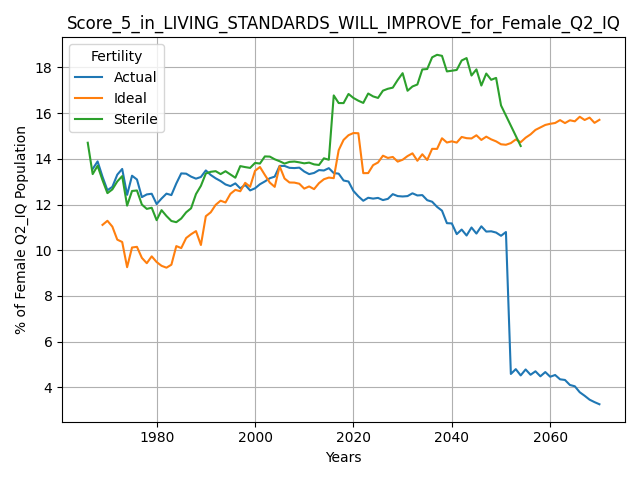 Score_5_in_LIVING_STANDARDS_WILL_IMPROVE_for_Female_Q2_IQ
Fertility
Actual
Ideal
Sterile
% of Female Q2_IQ Population
18
16
14
12
10
8
6
4
1980 2000 2020 2040 2060
Years